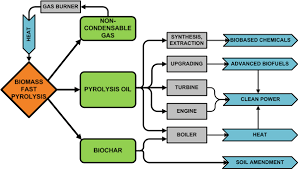 GAS BURNER
HEAT
NON-
CONDENSABLE
GAS
SYNTHESIS,
EXTRACTION
BIOBASED CHEMICALS
UPGRADING
ADVANCED BIOFUELS
BIOMASS
FAST
PYROLYSIS
PYROLYSIS OIL
TURBINE
CLEAN POWER
ENGINE
BOILER
HEAT
BIOCHAR
SOIL AMENDMENT